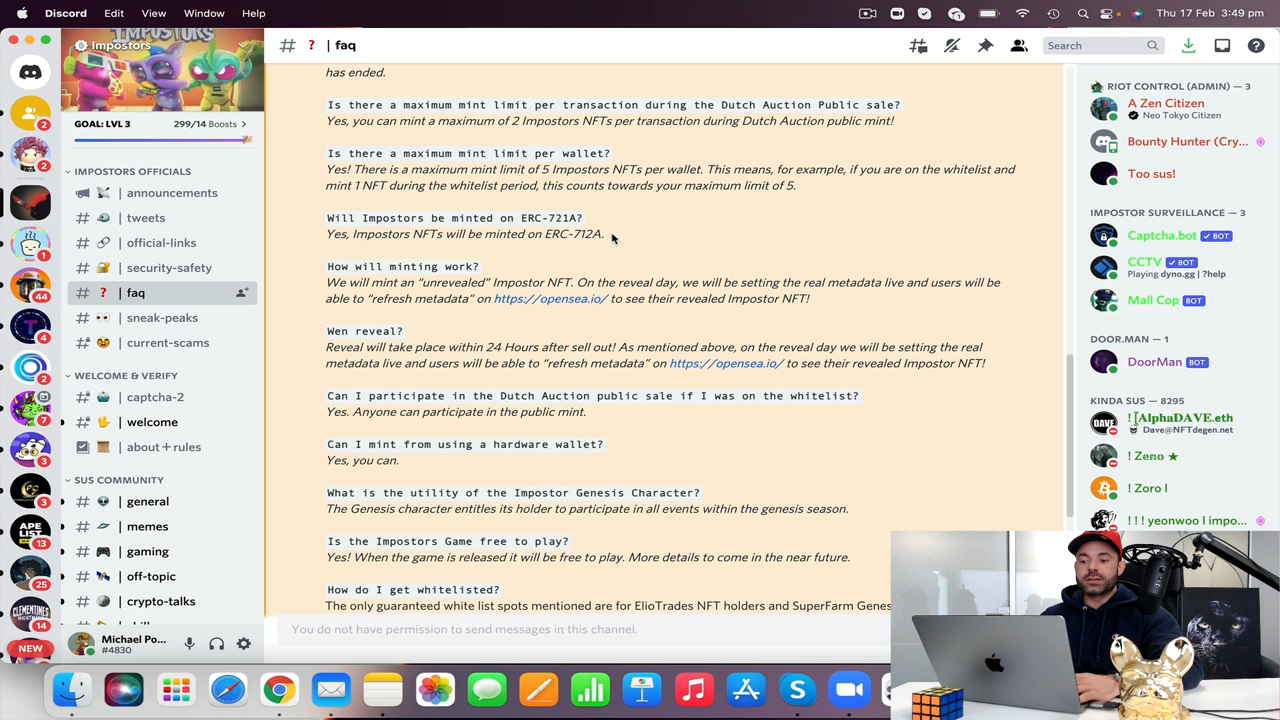 Discord Edit View Window Help
Thu 17 Feb 3:49 pm
IMPOSTORS
Impostors
GOAL: LVL 3 299/14 Boosts >
IMPOSTORS OFFICIALS
# | announcements
# | tweets
# | official-links
# | security-safety
# ❓ | faq
# 👀 | sneak-peaks
# | current-scams
WELCOME & VERIFY
# | captcha-2
# | welcome
| about+rules
SUS COMMUNITY
# 👽 | general
# | memes
# 🎮 | gaming
# | off-topic
# | crypto-talks
Michael Po...
#4830
2
2
1
44
4
2
7
3
3
APE LIST
13
25
CLEMENTINES
14
NEW
# ❓ | faq
Search
has ended.
Is there a maximum mint limit per transaction during the Dutch Auction Public sale?
Yes, you can mint a maximum of 2 Impostors NFTs per transaction during Dutch Auction public mint!
Is there a maximum mint limit per wallet?
Yes! There is a maximum mint limit of 5 Impostors NFTs per wallet. This means, for example, if you are on the whitelist and
mint 1 NFT during the whitelist period, this counts towards your maximum limit of 5.
Will Impostors be minted on ERC-721A?
Yes, Impostors NFTs will be minted on ERC-712A.
How will minting work?
We will mint an “unrevealed” Impostor NFT. On the reveal day, we will be setting the real metadata live and users will be
able to “refresh metadata” on https://opensea.io/ to see their revealed Impostor NFT!
Wen reveal?
Reveal will take place within 24 Hours after sell out! As mentioned above, on the reveal day we will be setting the real
metadata live and users will be able to “refresh metadata” on https://opensea.io/ to see their revealed Impostor NFT!
Can I participate in the Dutch Auction public sale if I was on the whitelist?
Yes. Anyone can participate in the public mint.
Can I mint from using a hardware wallet?
Yes, you can.
What is the utility of the Impostor Genesis Character?
The Genesis character entitles its holder to participate in all events within the genesis season.
Is the Impostors Game free to play?
Yes! When the game is released it will be free to play. More details to come in the near future.
How do I get whitelisted?
The only guaranteed white list spots mentioned are for ElioTrades NFT holders and SuperFarm Genes
You do not have permission to send messages in this channel.
RIOT CONTROL (ADMIN) — 3
A Zen Citizen
Neo Tokyo Citizen
Bounty Hunter (Cry...
Too sus!
IMPOSTOR SURVEILLANCE — 3
Captcha.bot ✓ BOT
CCTV ✓ BOT
Playing dyno.gg | ?help
Mall Cop BOT
DOOR.MAN — 1
DoorMan BOT
KINDA SUS — 8295
DAVE
! AlphaDAVE.eth
Dave@NFTdegen.net
! Zeno ★
! Zoro l
! ! ! yeonwoo l impo...